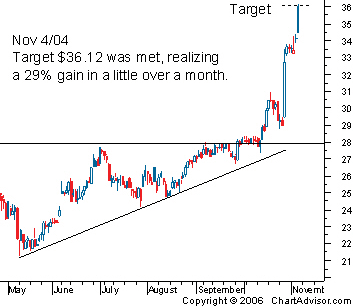 Target
36
Nov 4/04
Target $36.12 was met, realizing
a 29% gain in a little over a month.
35
34
33
32
31
30
29
28
27
26
25
24
23
22
21
20
May June July August September Novemt
Copyright © 2006 ChartAdvisor.com